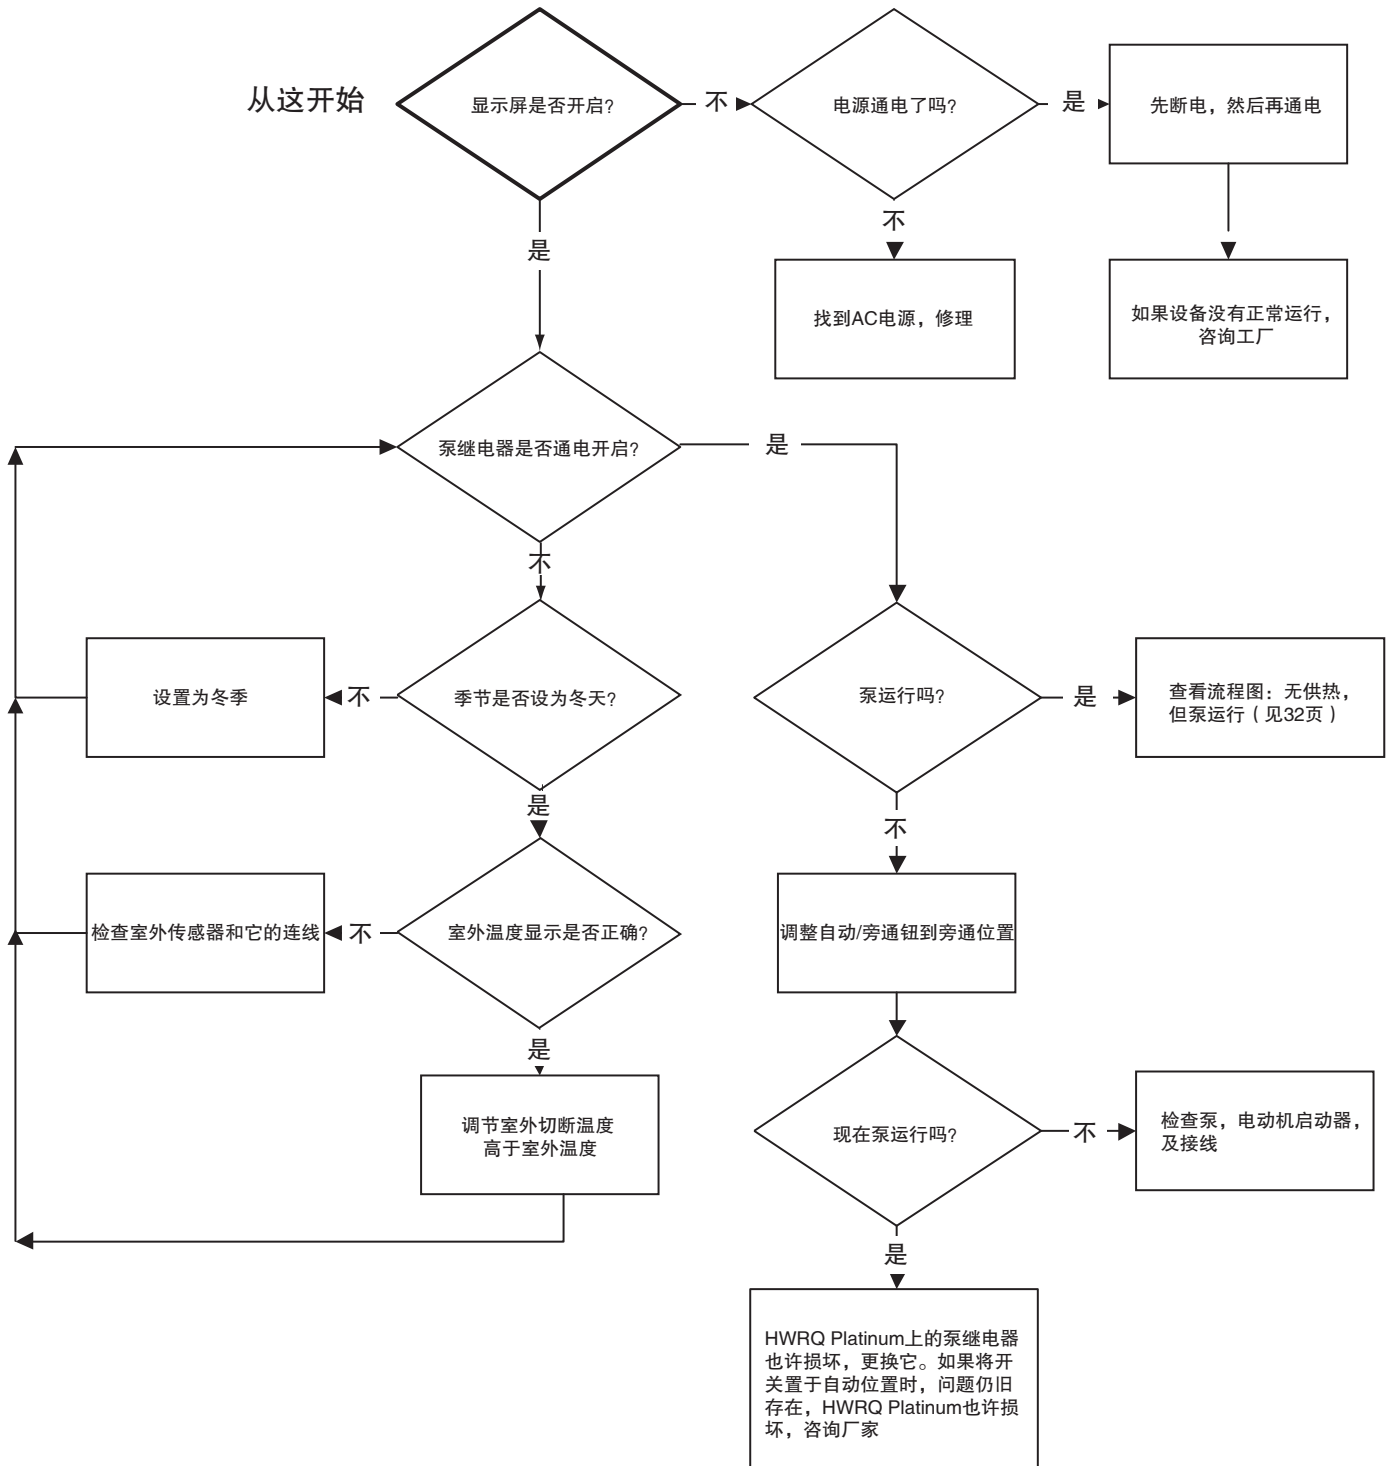 从这开始
显示屏是否开启?
不
电源通电了吗?
是
先断电，然后再通电
不
是
找到AC电源，修理
如果设备没有正常运行，
咨询工厂
泵继电器是否通电开启?
是
不
设置为冬季
不
季节是否设为冬天?
泵运行吗?
是
查看流程图：无供热，
但泵运行（见32页）
是
不
检查室外传感器和它的连线
不
室外温度显示是否正确?
调整自动/旁通钮到旁通位置
是
调节室外切断温度
高于室外温度
现在泵运行吗?
不
检查泵，电动机启动器，
及接线
是
HWRQ Platinum上的泵继电器
也许损坏，更换它。如果将开
关置于自动位置时，问题仍旧
存在，HWRQ Platinum也许损
坏，咨询厂家